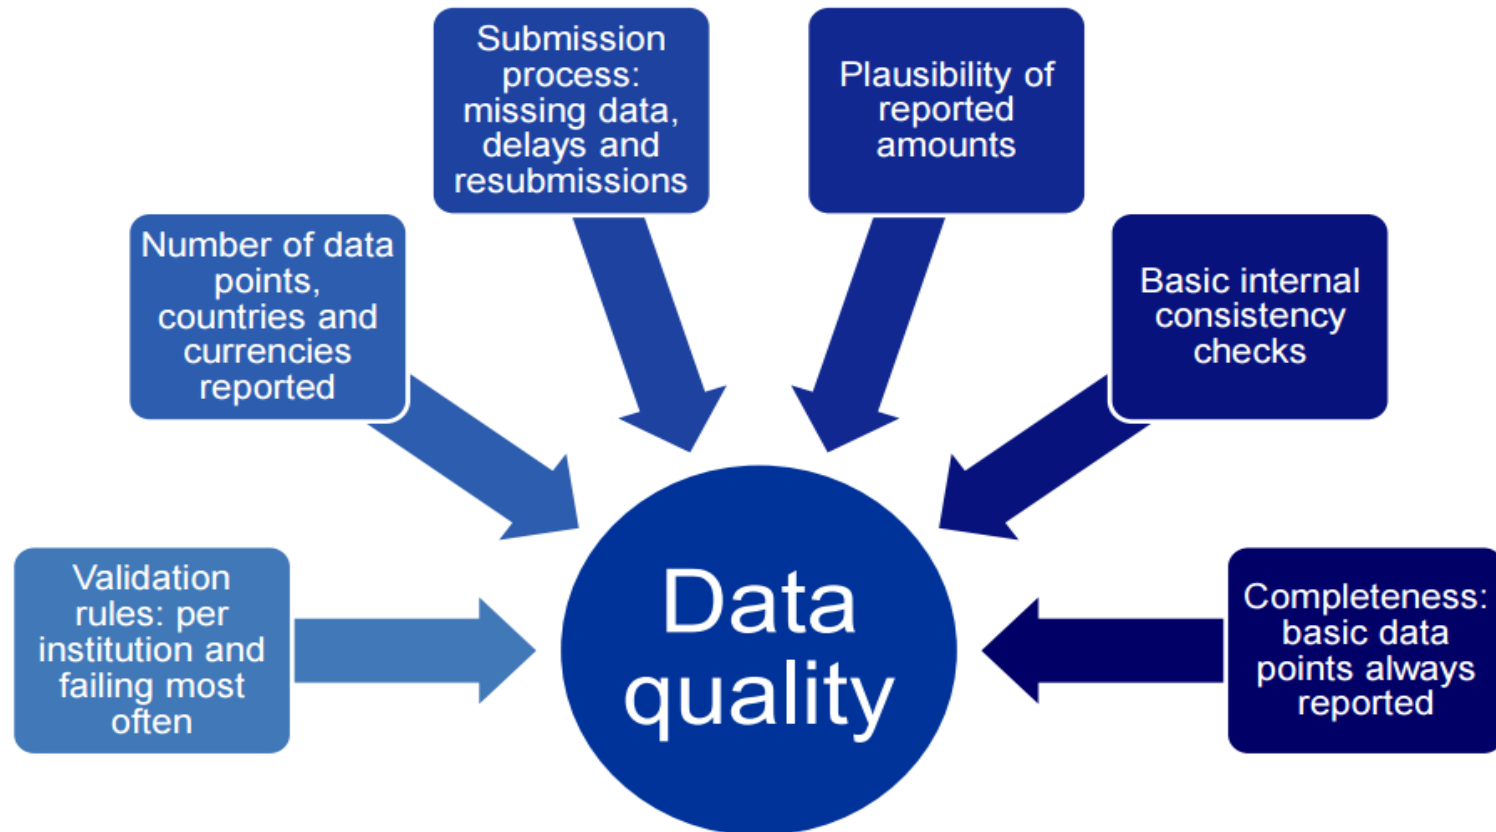 Submission
process:
missing data,
delays and
resubmissions
Plausibility of
reported
amounts
Number of data
points,
countries and
currencies
reported
Basic internal
consistency
checks
Validation
rules: per
institution and
failing most
often
Data
quality
Completeness:
basic data
points always
reported